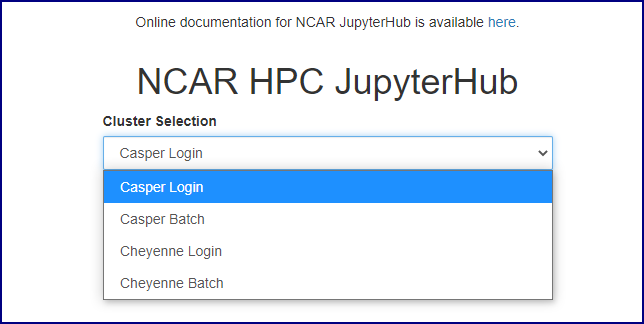 Online documentation for NCAR JupyterHub is available here.
NCAR HPC JupyterHub
Cluster Selection
Casper Login
Casper Login
Casper Batch
Cheyenne Login
Cheyenne Batch